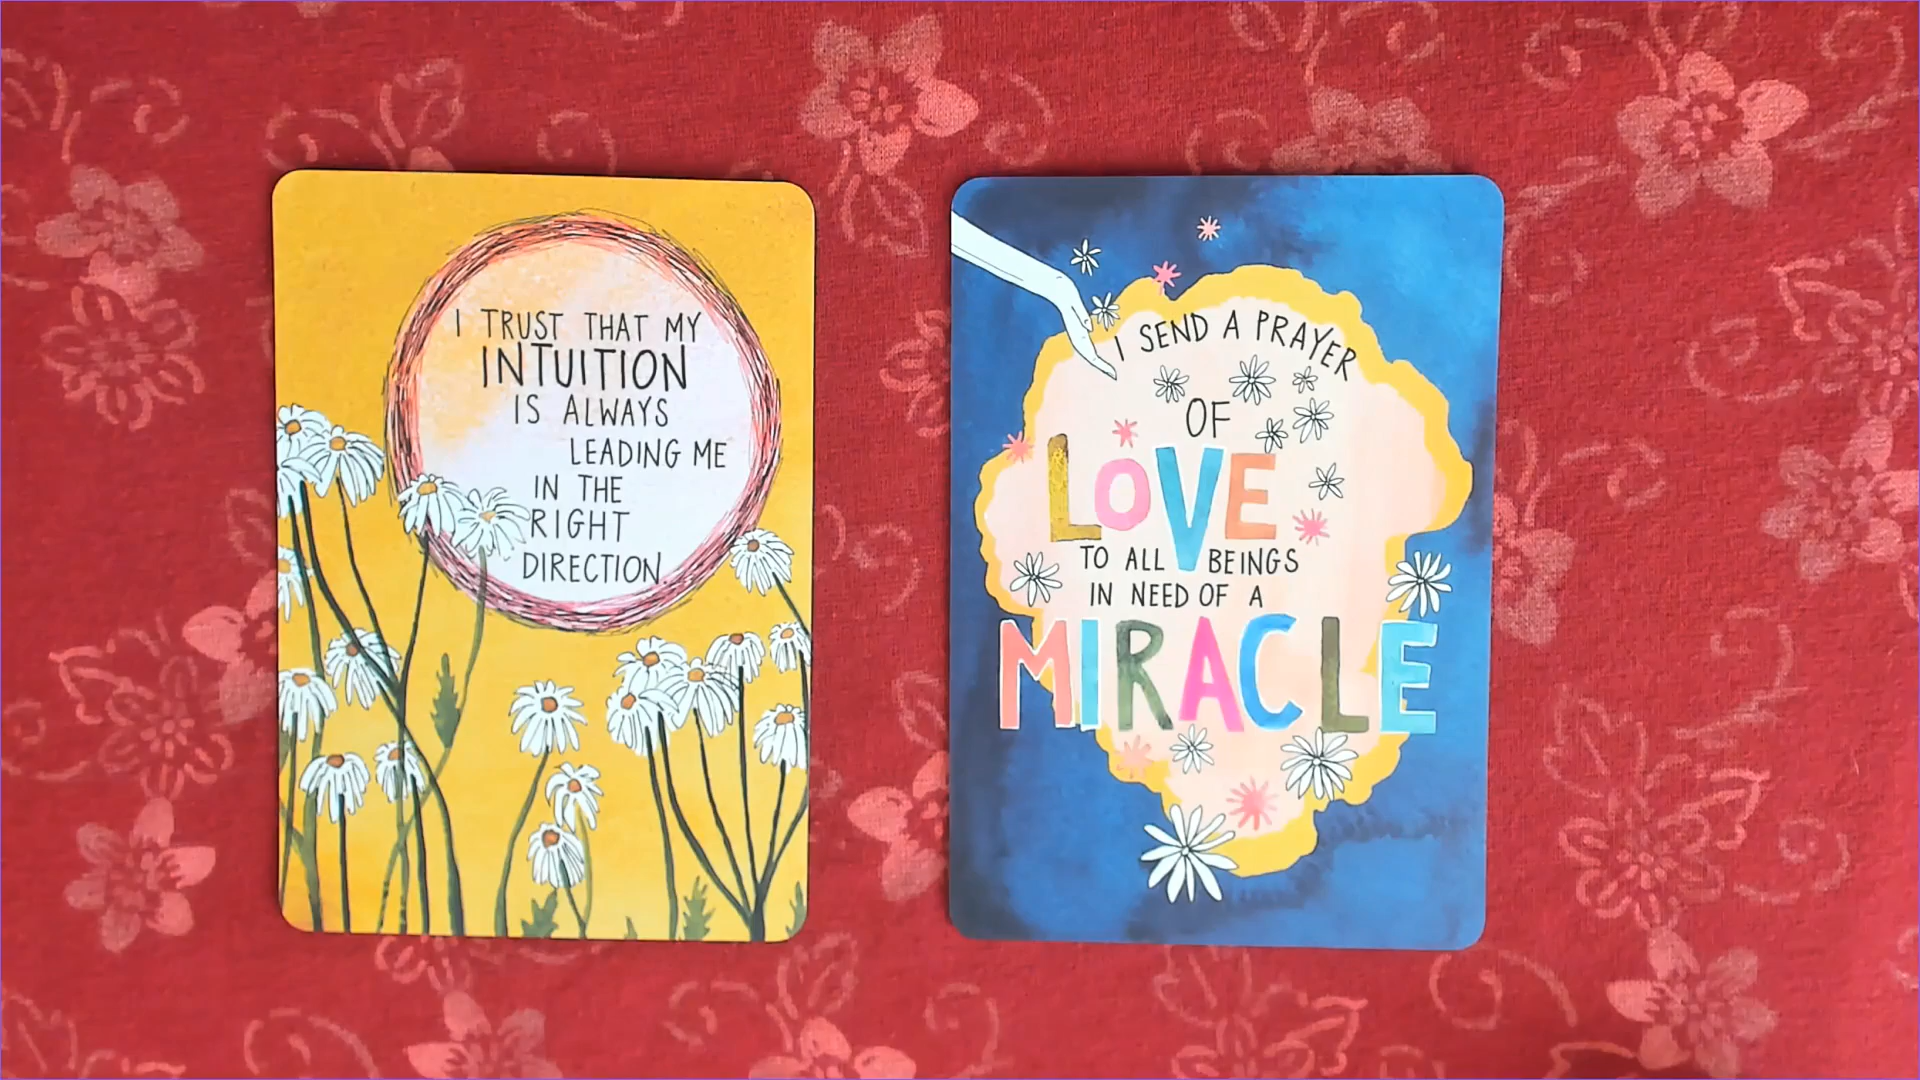 I TRUST THAT MY
INTUITION
IS ALWAYS
LEADING ME
IN THE
RIGHT
DIRECTION
I SEND A PRAYER
OF
LOVE
TO ALL BEINGS
IN NEED OF A
MIRACLE